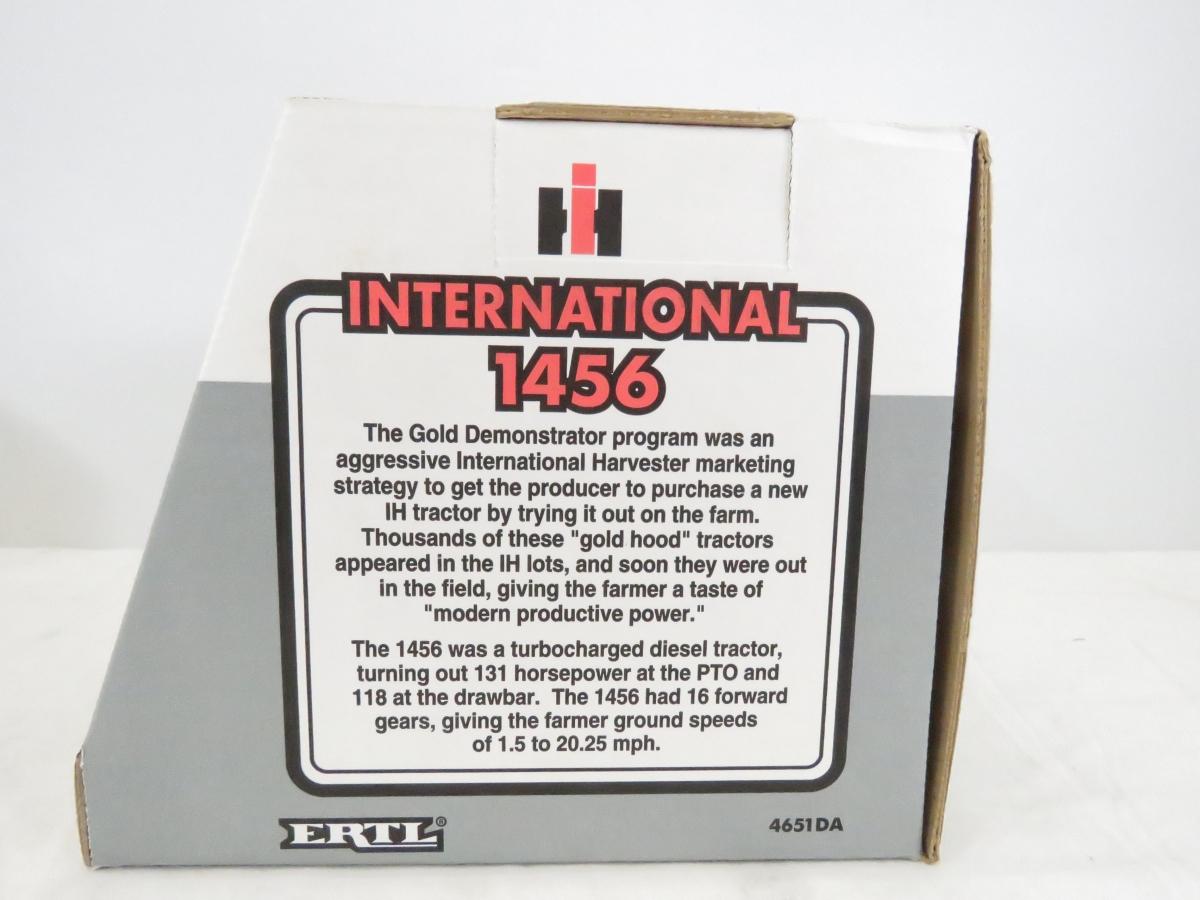 IH
INTERNATIONAL
1456
The Gold Demonstrator program was an
aggressive International Harvester marketing
strategy to get the producer to purchase a new
IH tractor by trying it out on the farm.
Thousands of these "gold hood" tractors
appeared in the IH lots, and soon they were out
in the field, giving the farmer a taste of
"modern productive power."
The 1456 was a turbocharged diesel tractor,
turning out 131 horsepower at the PTO and
118 at the drawbar. The 1456 had 16 forward
gears, giving the farmer ground speeds
of 1.5 to 20.25 mph.
ERTL®
4651DA